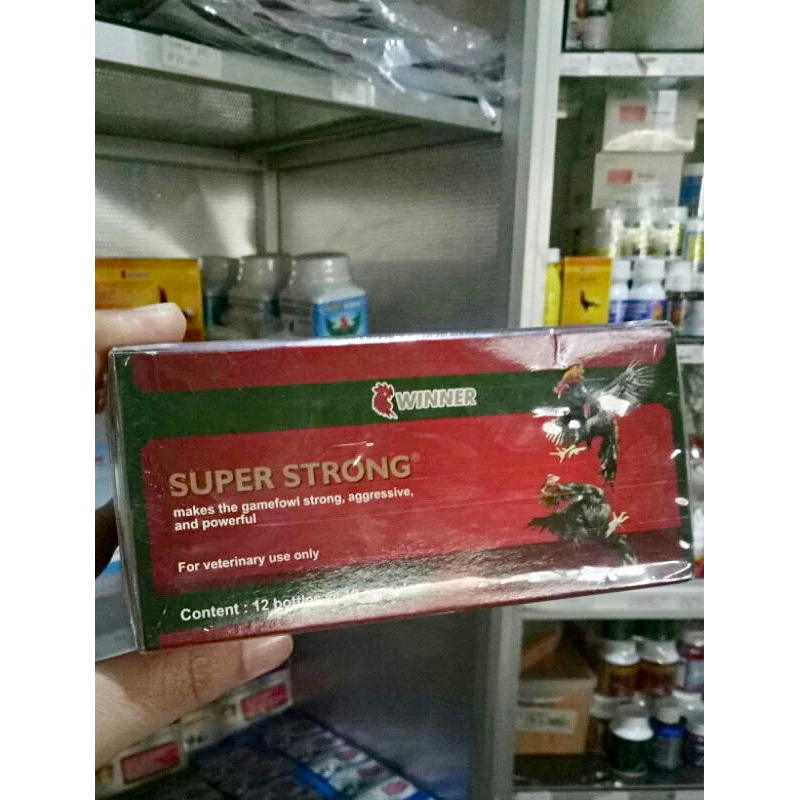 WINNER
SUPER STRONG®
makes the gamefowl strong, aggressive,
and powerful
For veterinary use only
Content : 12 bottles